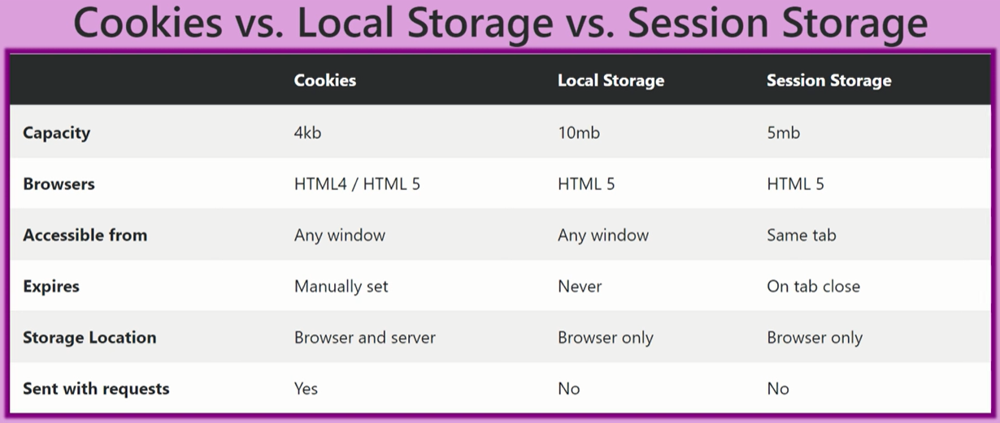 Cookies vs. Local Storage vs. Session Storage
Cookies Local Storage Session Storage
Capacity 4kb 10mb 5mb
Browsers HTML4 / HTML 5 HTML 5 HTML 5
Accessible from Any window Any window Same tab
Expires Manually set Never On tab close
Storage Location Browser and server Browser only Browser only
Sent with requests Yes No No